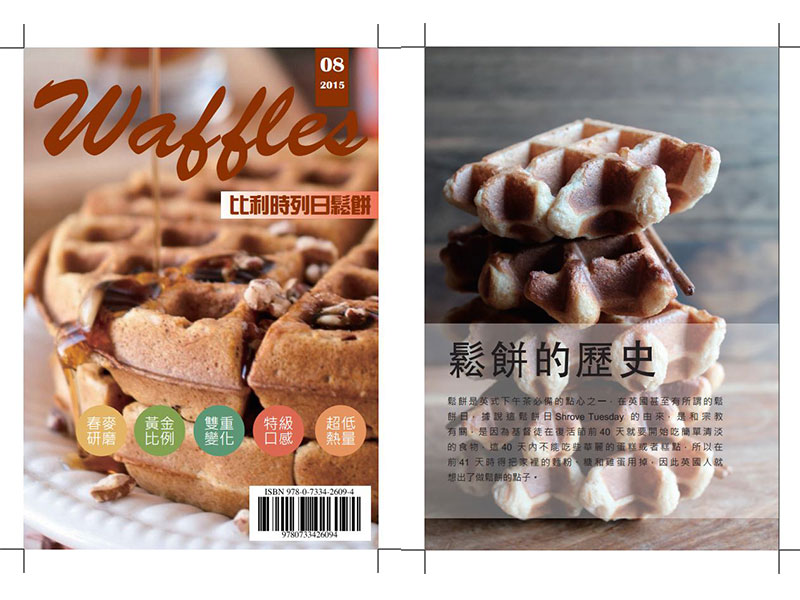 08
2015
Waffles
比利時列日鬆餅
春麥
研磨
黃金
比例
雙重
變化
特級
口感
超低
熱量
ISBN 978-0-7334-2609-4
9780733426094
鬆餅的歷史
鬆餅是英式下午茶必備的點心之一，在英國甚至有所謂的鬆
餅日，據說這鬆餅日Shrove Tuesday 的由來，是和宗教
有關，是因為基督徒在復活節前40 天就要開始吃簡單清淡
的食物，這40 天內不能吃些華麗的蛋糕或者糕點，所以在
前41 天時得把家裡的麵粉、糖和雞蛋用掉，因此英國人就
想出了做鬆餅的點子。